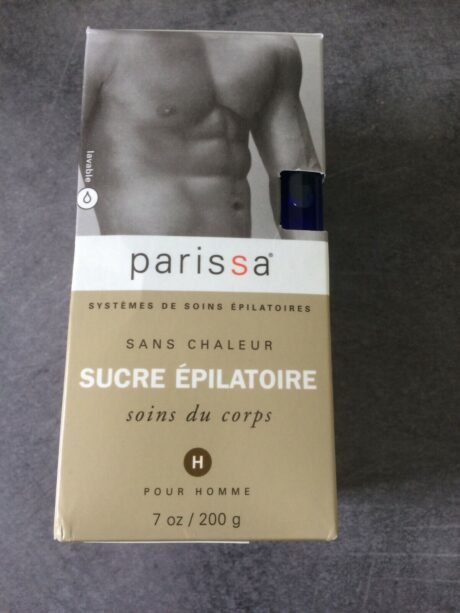 lavable
parissa®
SYSTÈMES DE SOINS ÉPILATOIRES
SANS CHALEUR
SUCRE ÉPILATOIRE
soins du corps
H
POUR HOMME
7 oz / 200 g